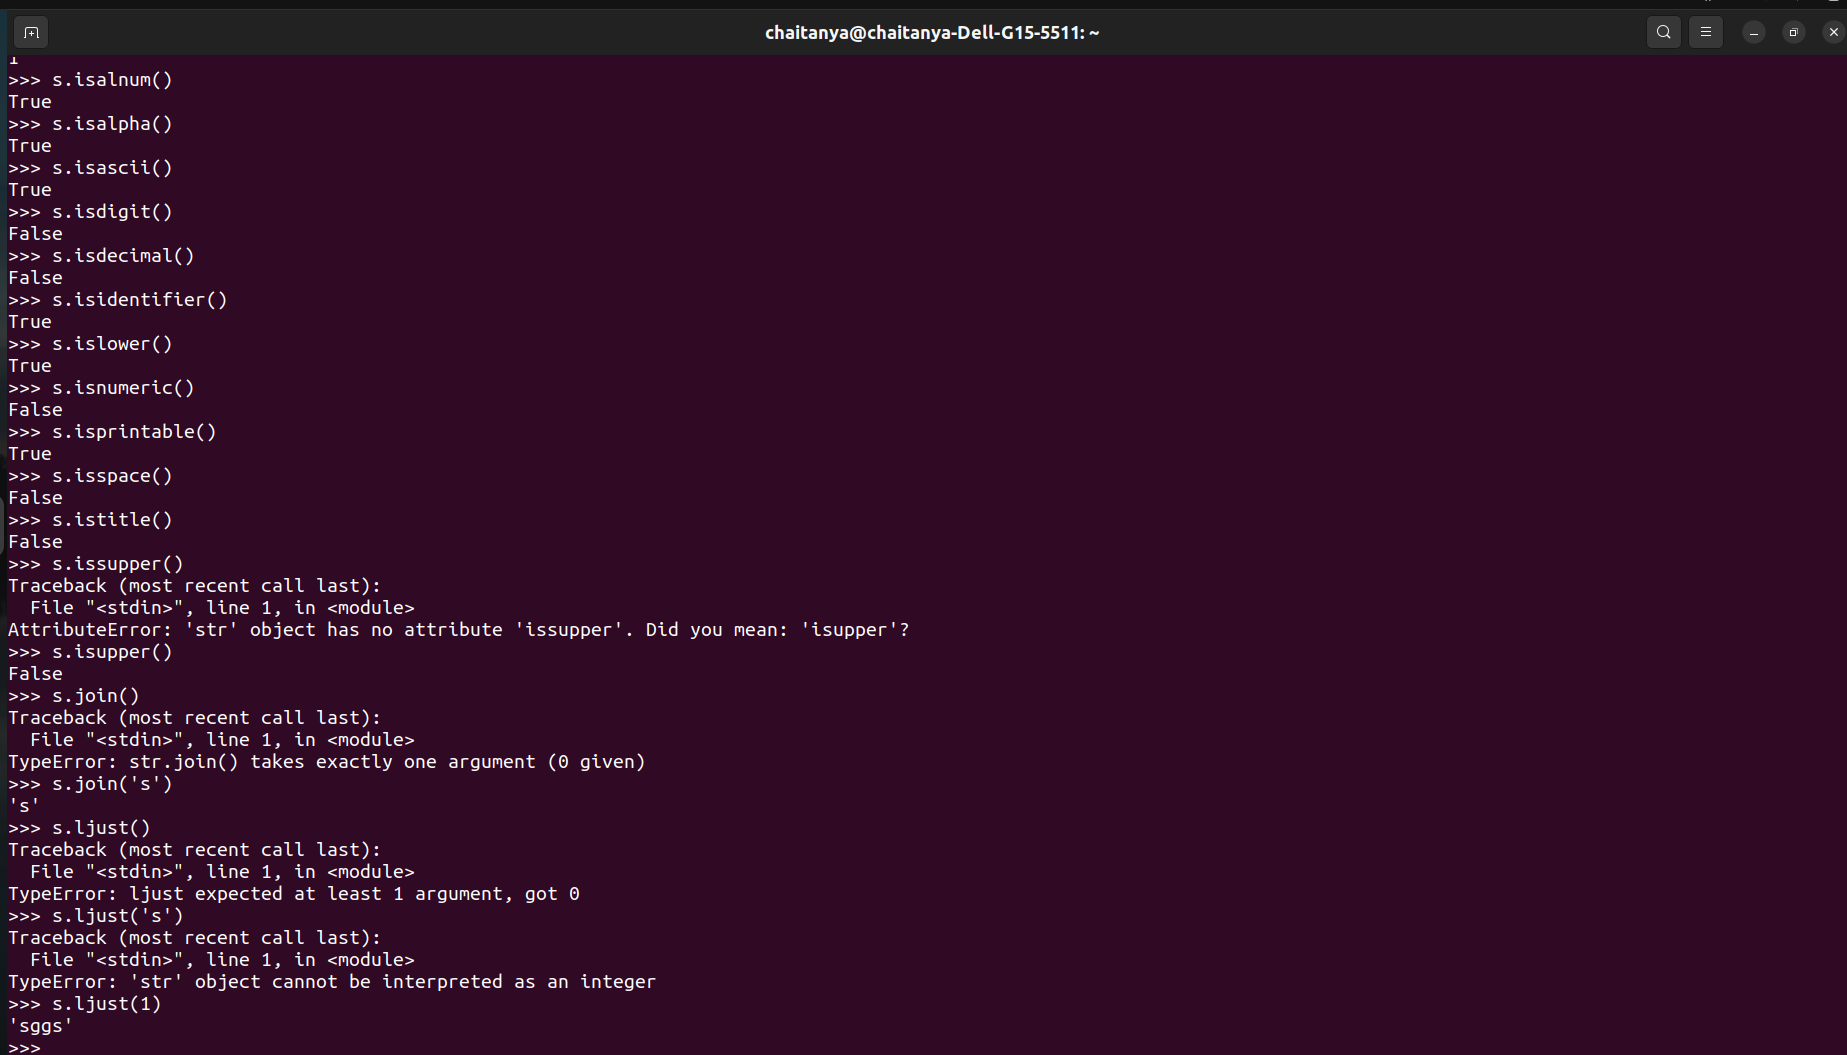 chaitanya@chaitanya-Dell-G15-5511: ~
1
>>> s.isalnum()
True
>>> s.isalpha()
True
>>> s.isascii()
True
>>> s.isdigit()
False
>>> s.isdecimal()
False
>>> s.isidentifier()
True
>>> s.islower()
True
>>> s.isnumeric()
False
>>> s.isprintable()
True
>>> s.isspace()
False
>>> s.istitle()
False
>>> s.issupper()
Traceback (most recent call last):
  File "<stdin>", line 1, in <module>
AttributeError: 'str' object has no attribute 'issupper'. Did you mean: 'isupper'?
>>> s.isupper()
False
>>> s.join()
Traceback (most recent call last):
  File "<stdin>", line 1, in <module>
TypeError: str.join() takes exactly one argument (0 given)
>>> s.join('s')
's'
>>> s.ljust()
Traceback (most recent call last):
  File "<stdin>", line 1, in <module>
TypeError: ljust expected at least 1 argument, got 0
>>> s.ljust('s')
Traceback (most recent call last):
  File "<stdin>", line 1, in <module>
TypeError: 'str' object cannot be interpreted as an integer
>>> s.ljust(1)
'sggs'
>>>